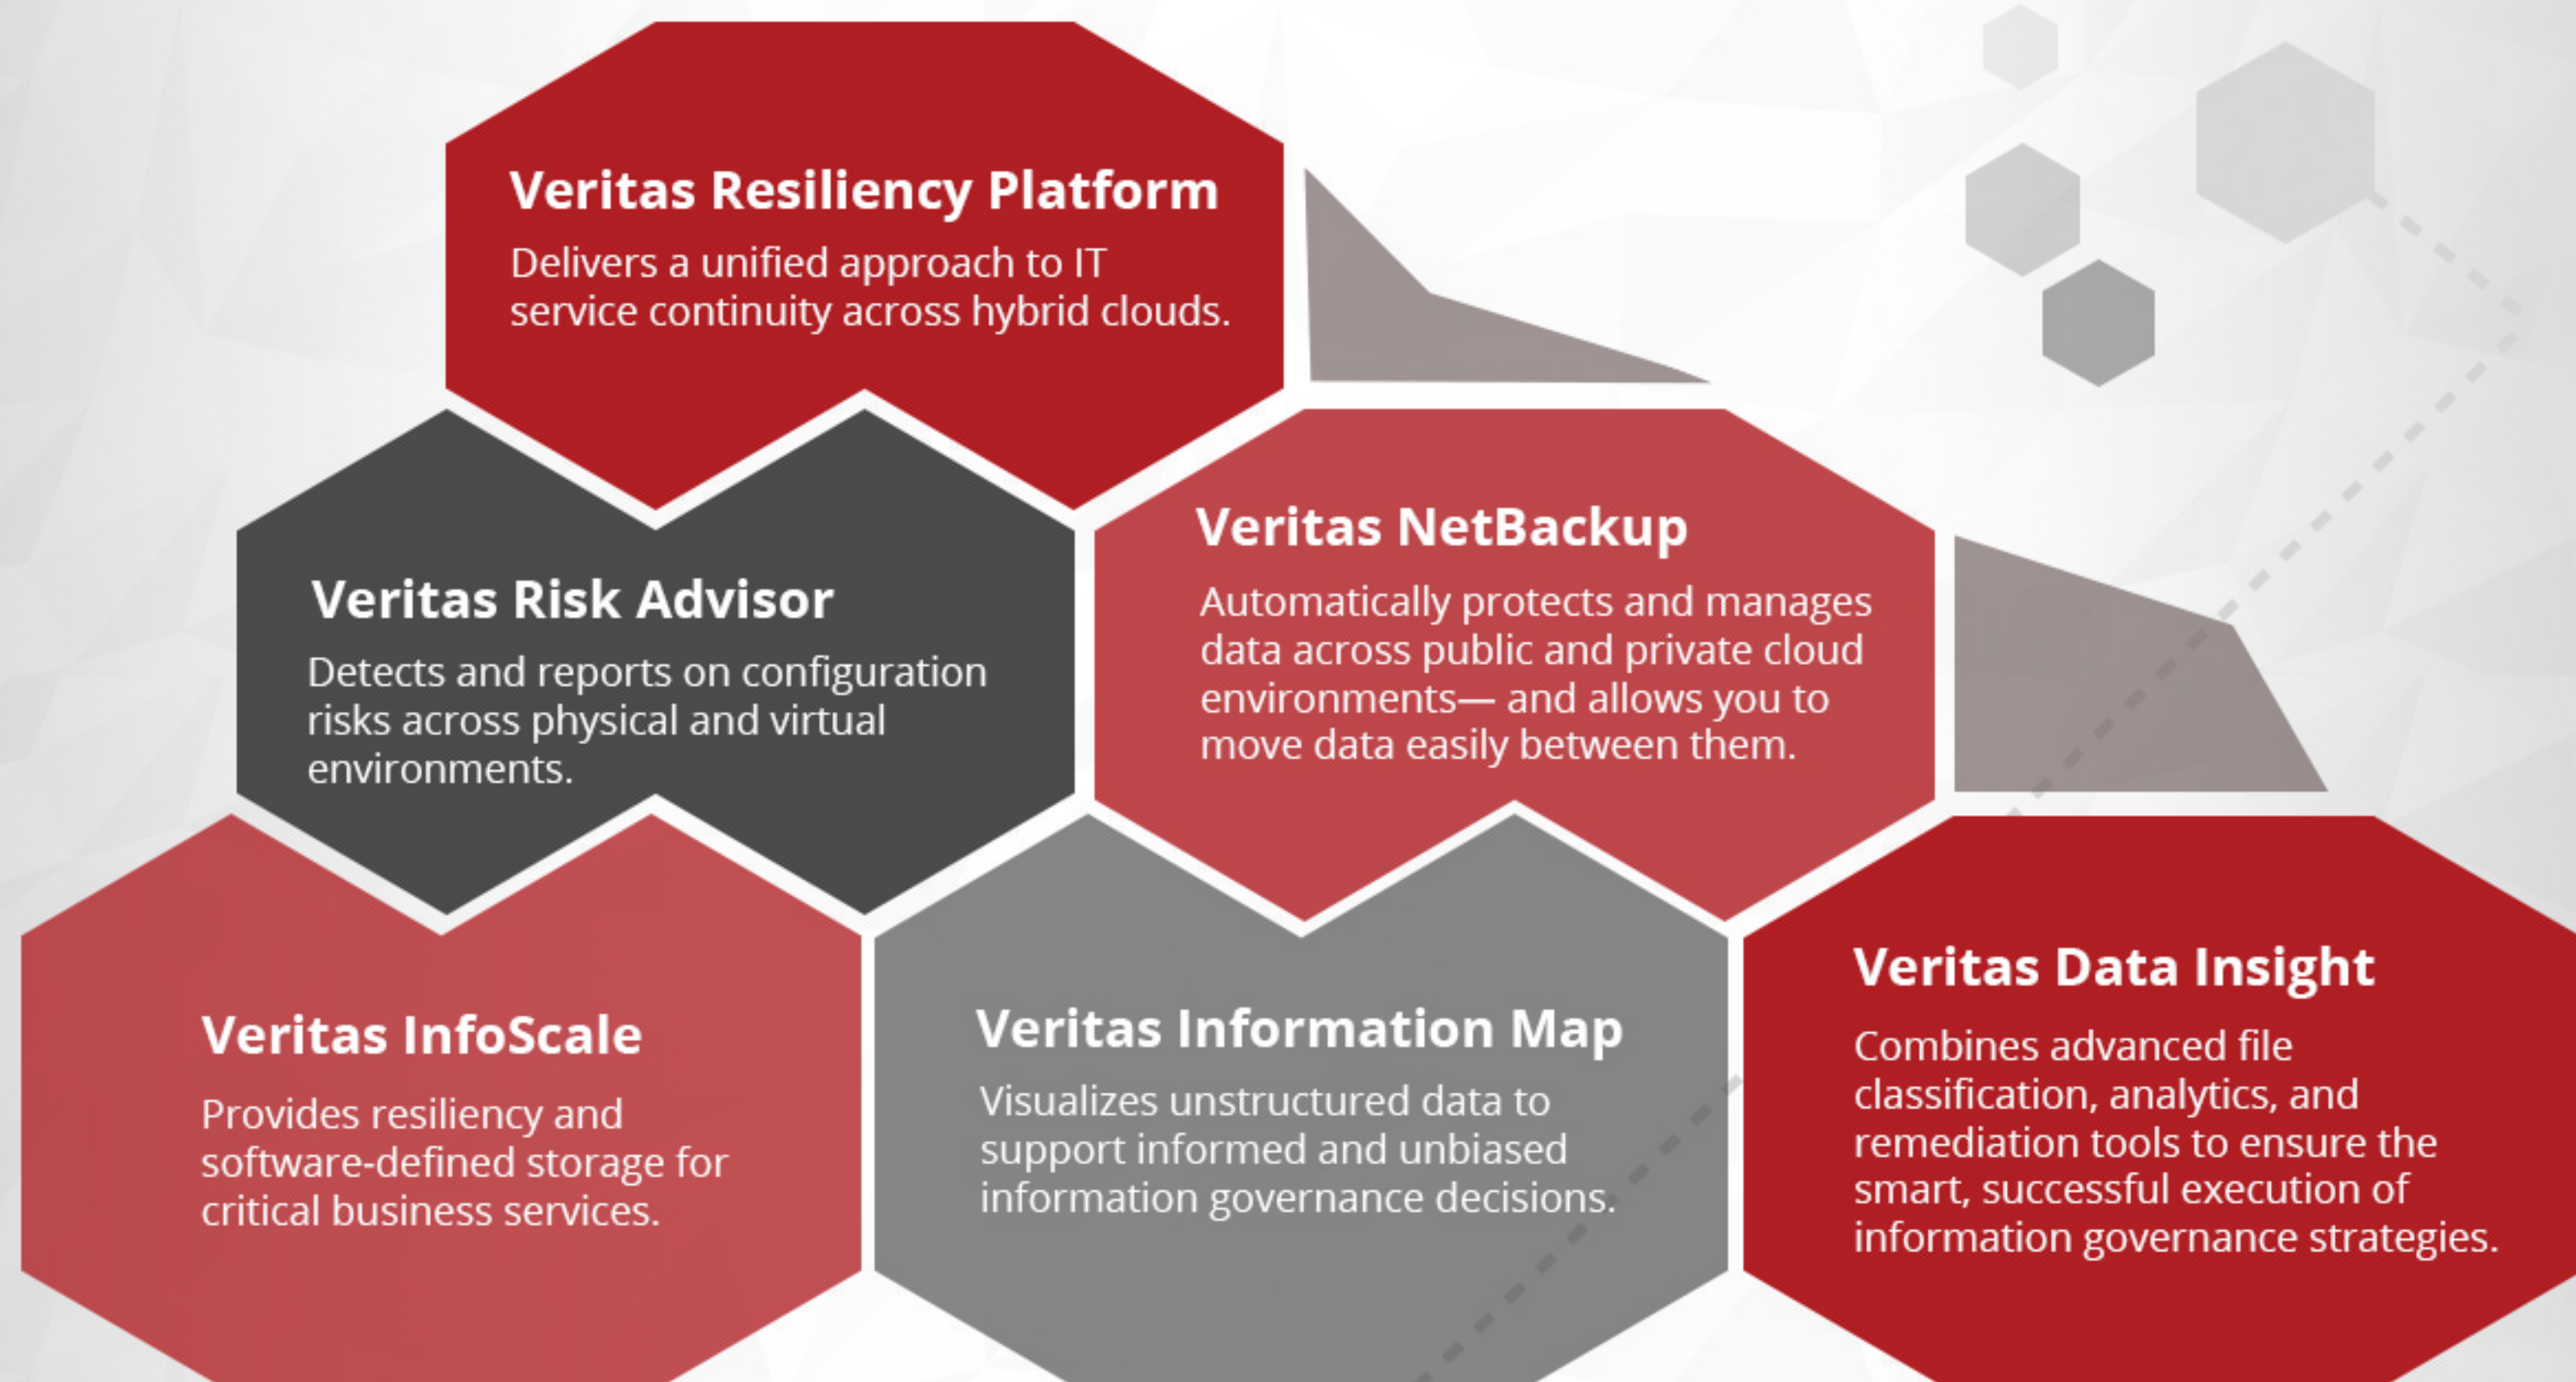 Veritas Resiliency Platform
Delivers a unified approach to IT
service continuity across hybrid clouds.
Veritas Risk Advisor
Detects and reports on configuration
risks across physical and virtual
environments.
Veritas NetBackup
Automatically protects and manages
data across public and private cloud
environments— and allows you to
move data easily between them.
Veritas InfoScale
Provides resiliency and
software-defined storage for
critical business services.
Veritas Information Map
Visualizes unstructured data to
support informed and unbiased
information governance decisions.
Veritas Data Insight
Combines advanced file
classification, analytics, and
remediation tools to ensure the
smart, successful execution of
information governance strategies.